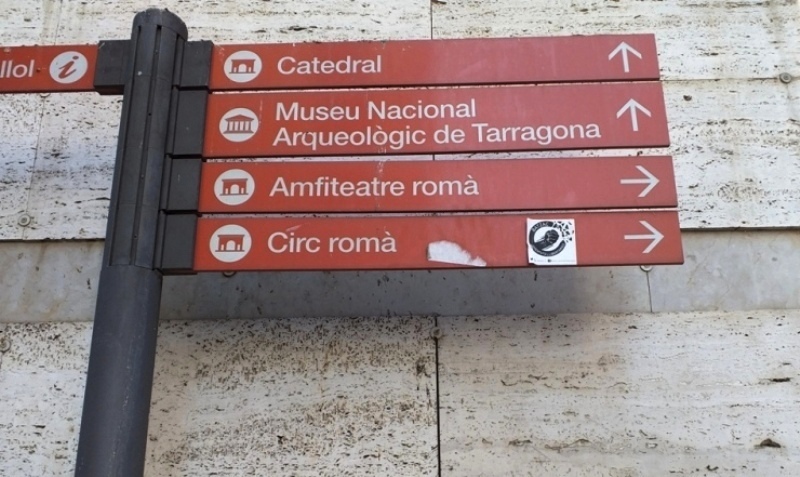 llol i
Catedral
Museu Nacional
Arqueològic de Tarragona
Amfiteatre romà
Circ romà